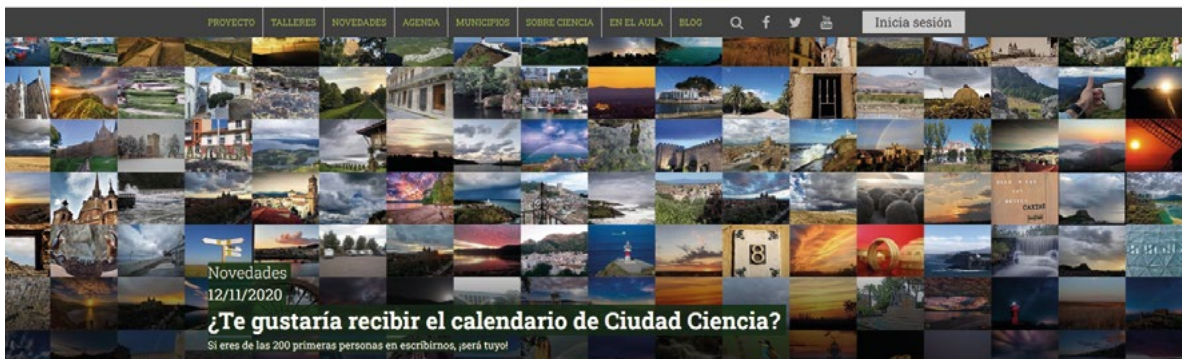 PROYECTO TALLERES NOVEDADES AGENDA MUNICIPIOS SOBRE CIENCIA EN EL AULA BLOG Inicia sesión
8
Novedades
12/11/2020
¿Te gustaría recibir el calendario de Ciudad Ciencia?
Si eres de las 200 primeras personas en escribirnos, ¡será tuyo!